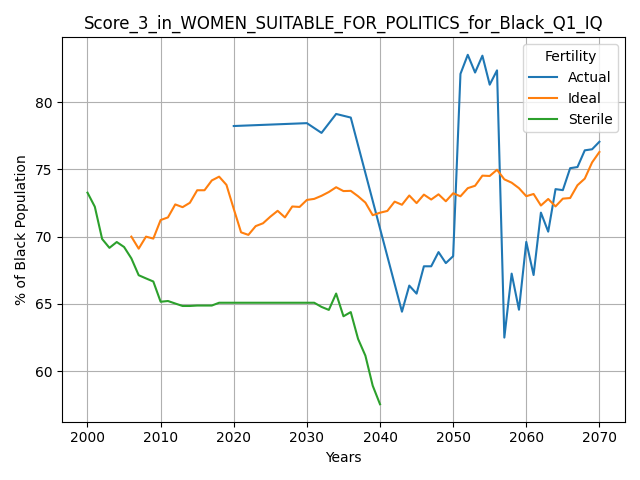 Score_3_in_WOMEN_SUITABLE_FOR_POLITICS_for_Black_Q1_IQ
Fertility
Actual
Ideal
Sterile
% of Black Population
80
75
70
65
60
2000 2010 2020 2030 2040 2050 2060 2070
Years